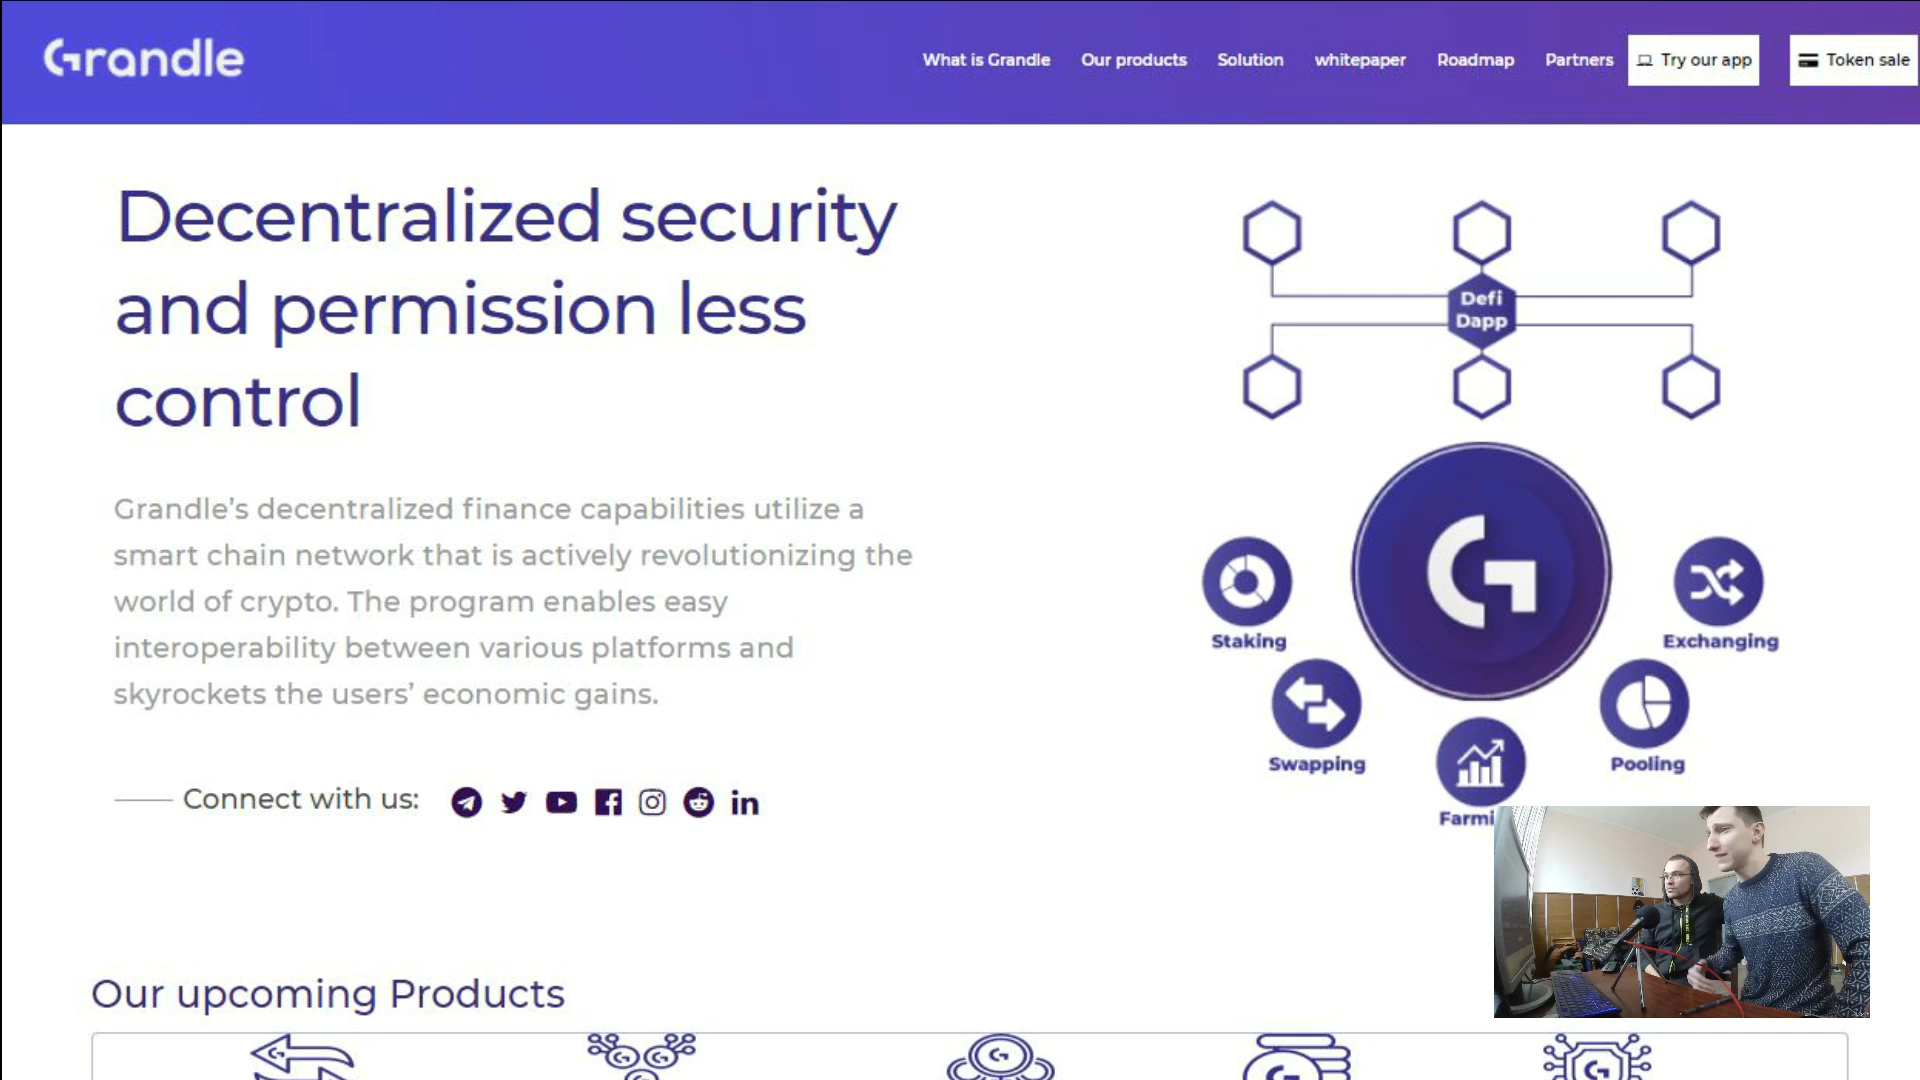 Grandle
What is Grandle
Our products
Solution
whitepaper
Roadmap
Partners
Try our app
Token sale
Decentralized security
and permission less
control
Grandle’s decentralized finance capabilities utilize a
smart chain network that is actively revolutionizing the
world of crypto. The program enables easy
interoperability between various platforms and
skyrockets the users’ economic gains.
Connect with us:
Defi
Dapp
Staking
Exchanging
Swapping
Pooling
Farmi
Our upcoming Products